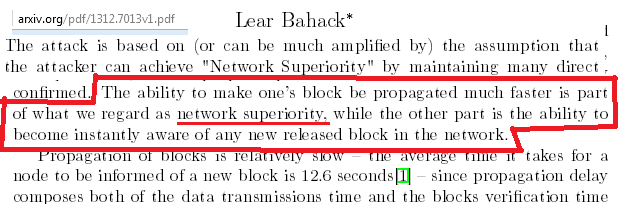 arxiv.org/pdf/1312.7013v1.pdf
Lear Bahack*
The attack is based on (or can be much amplified by) the assumption that
the attacker can achieve "Network Superiority" by maintaining many direct
confirmed. The ability to make one's block be propagated much faster is part
of what we regard as network superiority, while the other part is the ability to
become instantly aware of any new released block in the network.
Propagation of blocks is relatively slow – the average time it takes for a
node to be informed of a new block is 12.6 seconds[1] – since propagation delay
composes both of the data transmissions time and the blocks verification time